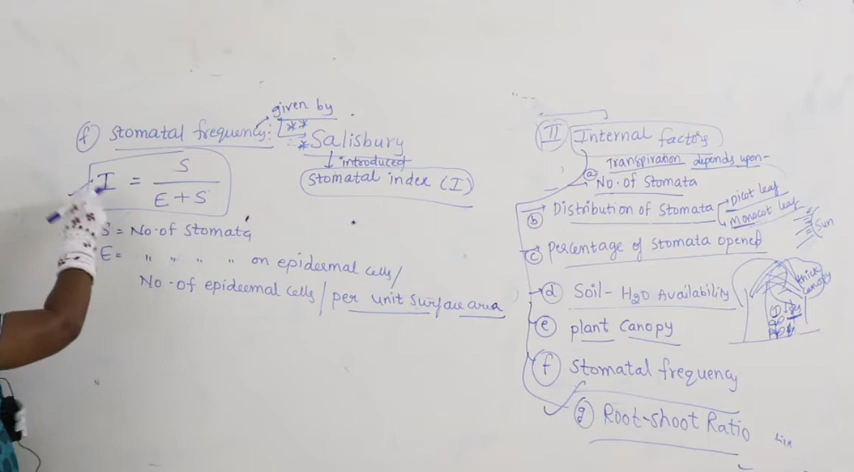 given by
(f) Stomatal frequency: **
*Salisbury
introduced
Stomatal index (I)
I = S / E + S
S = No. of Stomata
E = " " " " on epidermal cells/
No. of epidermal cells / per unit surface area
II Internal factors
Transpiration depends upon-
(a) No. of Stomata
(b) Distribution of Stomata
dicot leaf
monocot leaf
Sun
(c) Percentage of Stomata opened
(d) Soil - H2O Availability
thick canopy
(e) plant Canopy
(f) Stomatal frequency
(g) Root-shoot Ratio